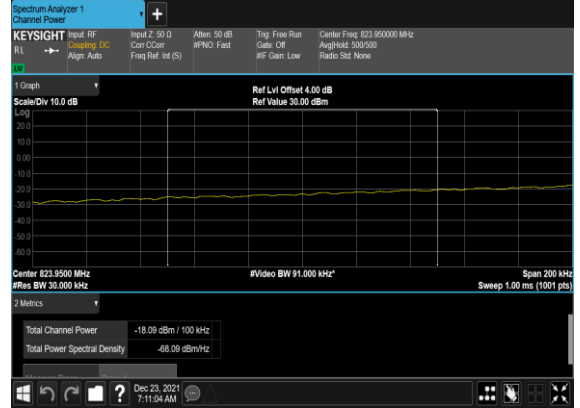 Spectrum Analyzer 1
Channel Power
+
KEYSIGHT Input: RF Input Z: 50 Ω Atten: 50 dB Trig: Free Run Center Freq: 823.950000 MHz
RL Coupling: DC Corr CCorr #PNO: Fast Gate: Off Avg|Hold: 500/500
Align: Auto Freq Ref: Int (S) #IF Gain: Low Radio Std: None
1 Graph
Ref Lvl Offset 4.00 dB
Scale/Div 10.0 dB Ref Value 30.00 dBm
Log
20.0
10.0
0.00
-10.0
-20.0
-30.0
-40.0
-50.0
-60.0
Center 823.9500 MHz #Video BW 91.000 kHz* Span 200 kHz
#Res BW 30.000 kHz Sweep 1.00 ms (1001 pts)
2 Metrics
Total Channel Power -18.09 dBm / 100 kHz
Total Power Spectral Density -68.09 dBm/Hz
? Dec 23, 2021
7:11:04 AM